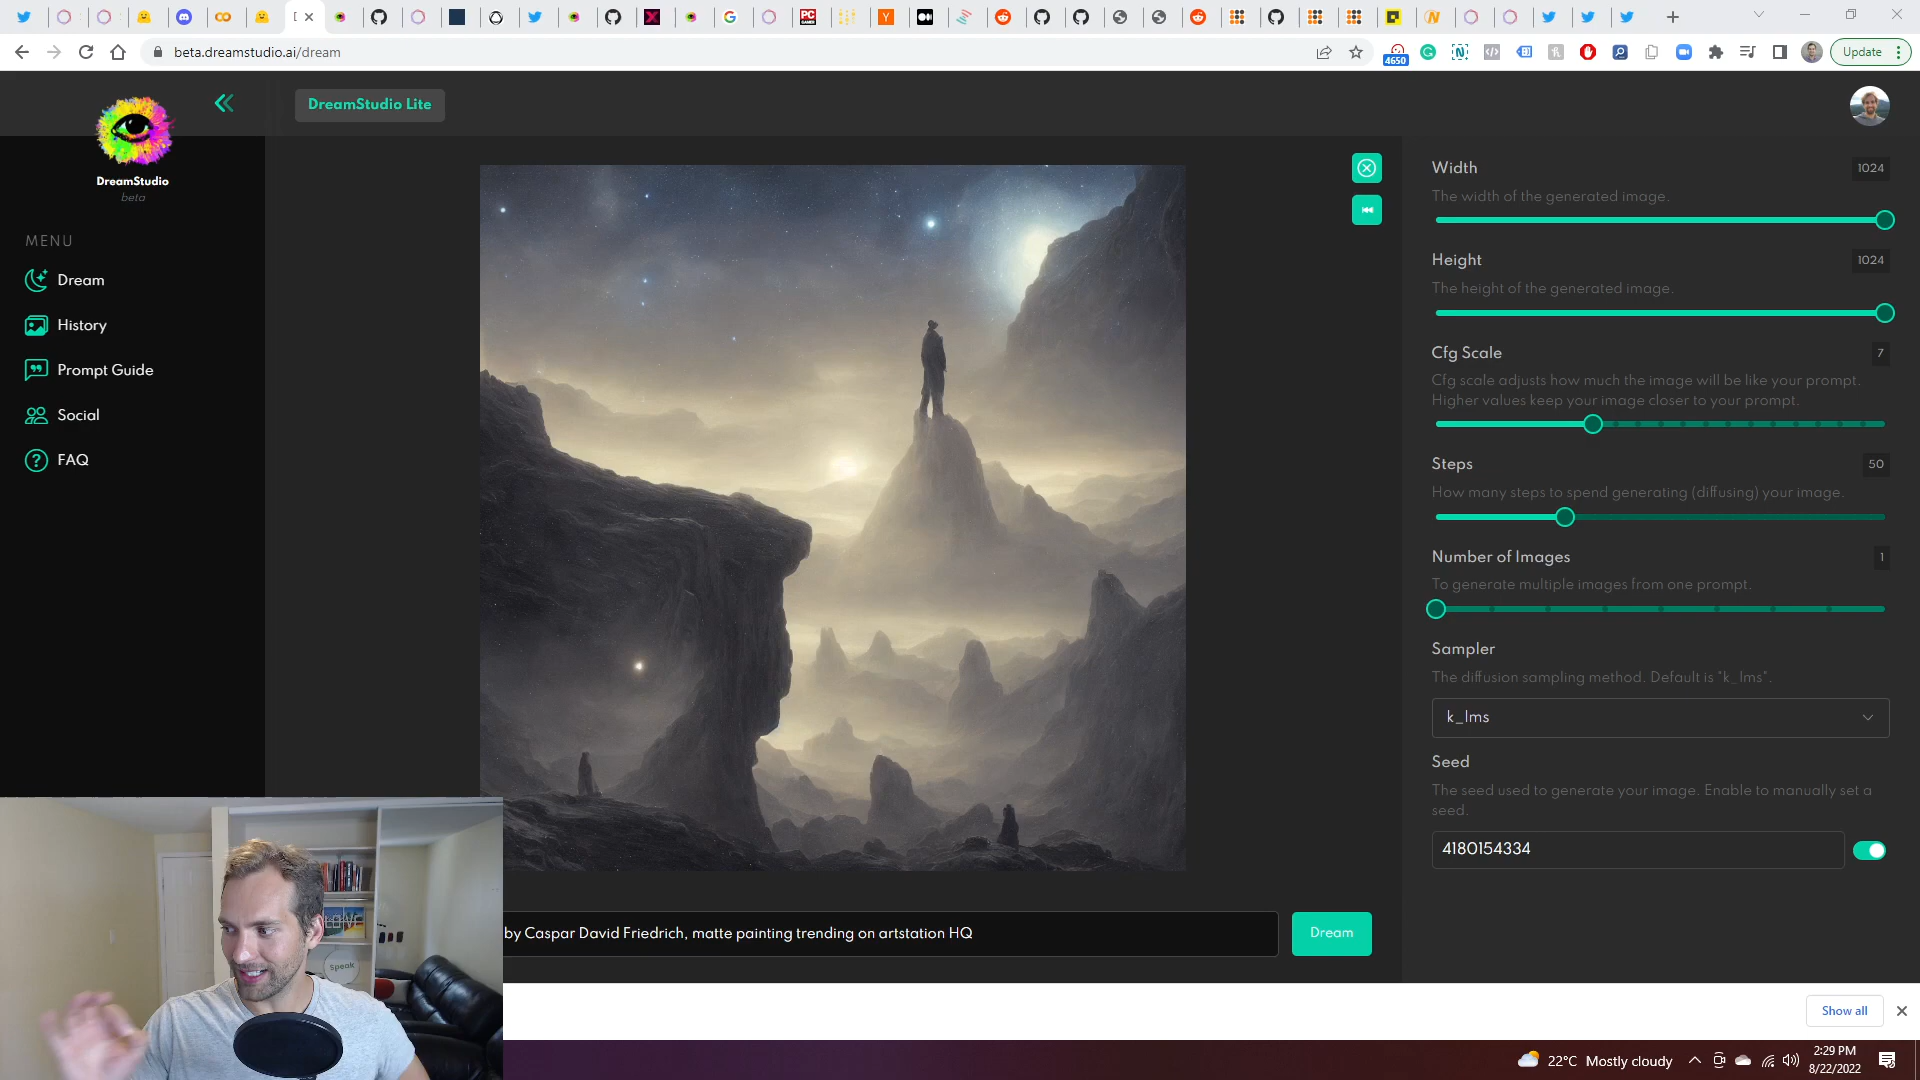 beta.dreamstudio.ai/dream
4650
Update
DreamStudio
beta
DreamStudio Lite
MENU
Dream
History
Prompt Guide
Social
FAQ
Width
1024
The width of the generated image.
Height
1024
The height of the generated image.
Cfg Scale
7
Cfg scale adjusts how much the image will be like your prompt.
Higher values keep your image closer to your prompt.
Steps
50
How many steps to spend generating (diffusing) your image.
Number of Images
1
To generate multiple images from one prompt.
Sampler
The diffusion sampling method. Default is "k_lms".
k_lms
Seed
The seed used to generate your image. Enable to manually set a
seed.
4180154334
by Caspar David Friedrich, matte painting trending on artstation HQ
Dream
Speak
Show all
22°C Mostly cloudy
2:29 PM
8/22/2022